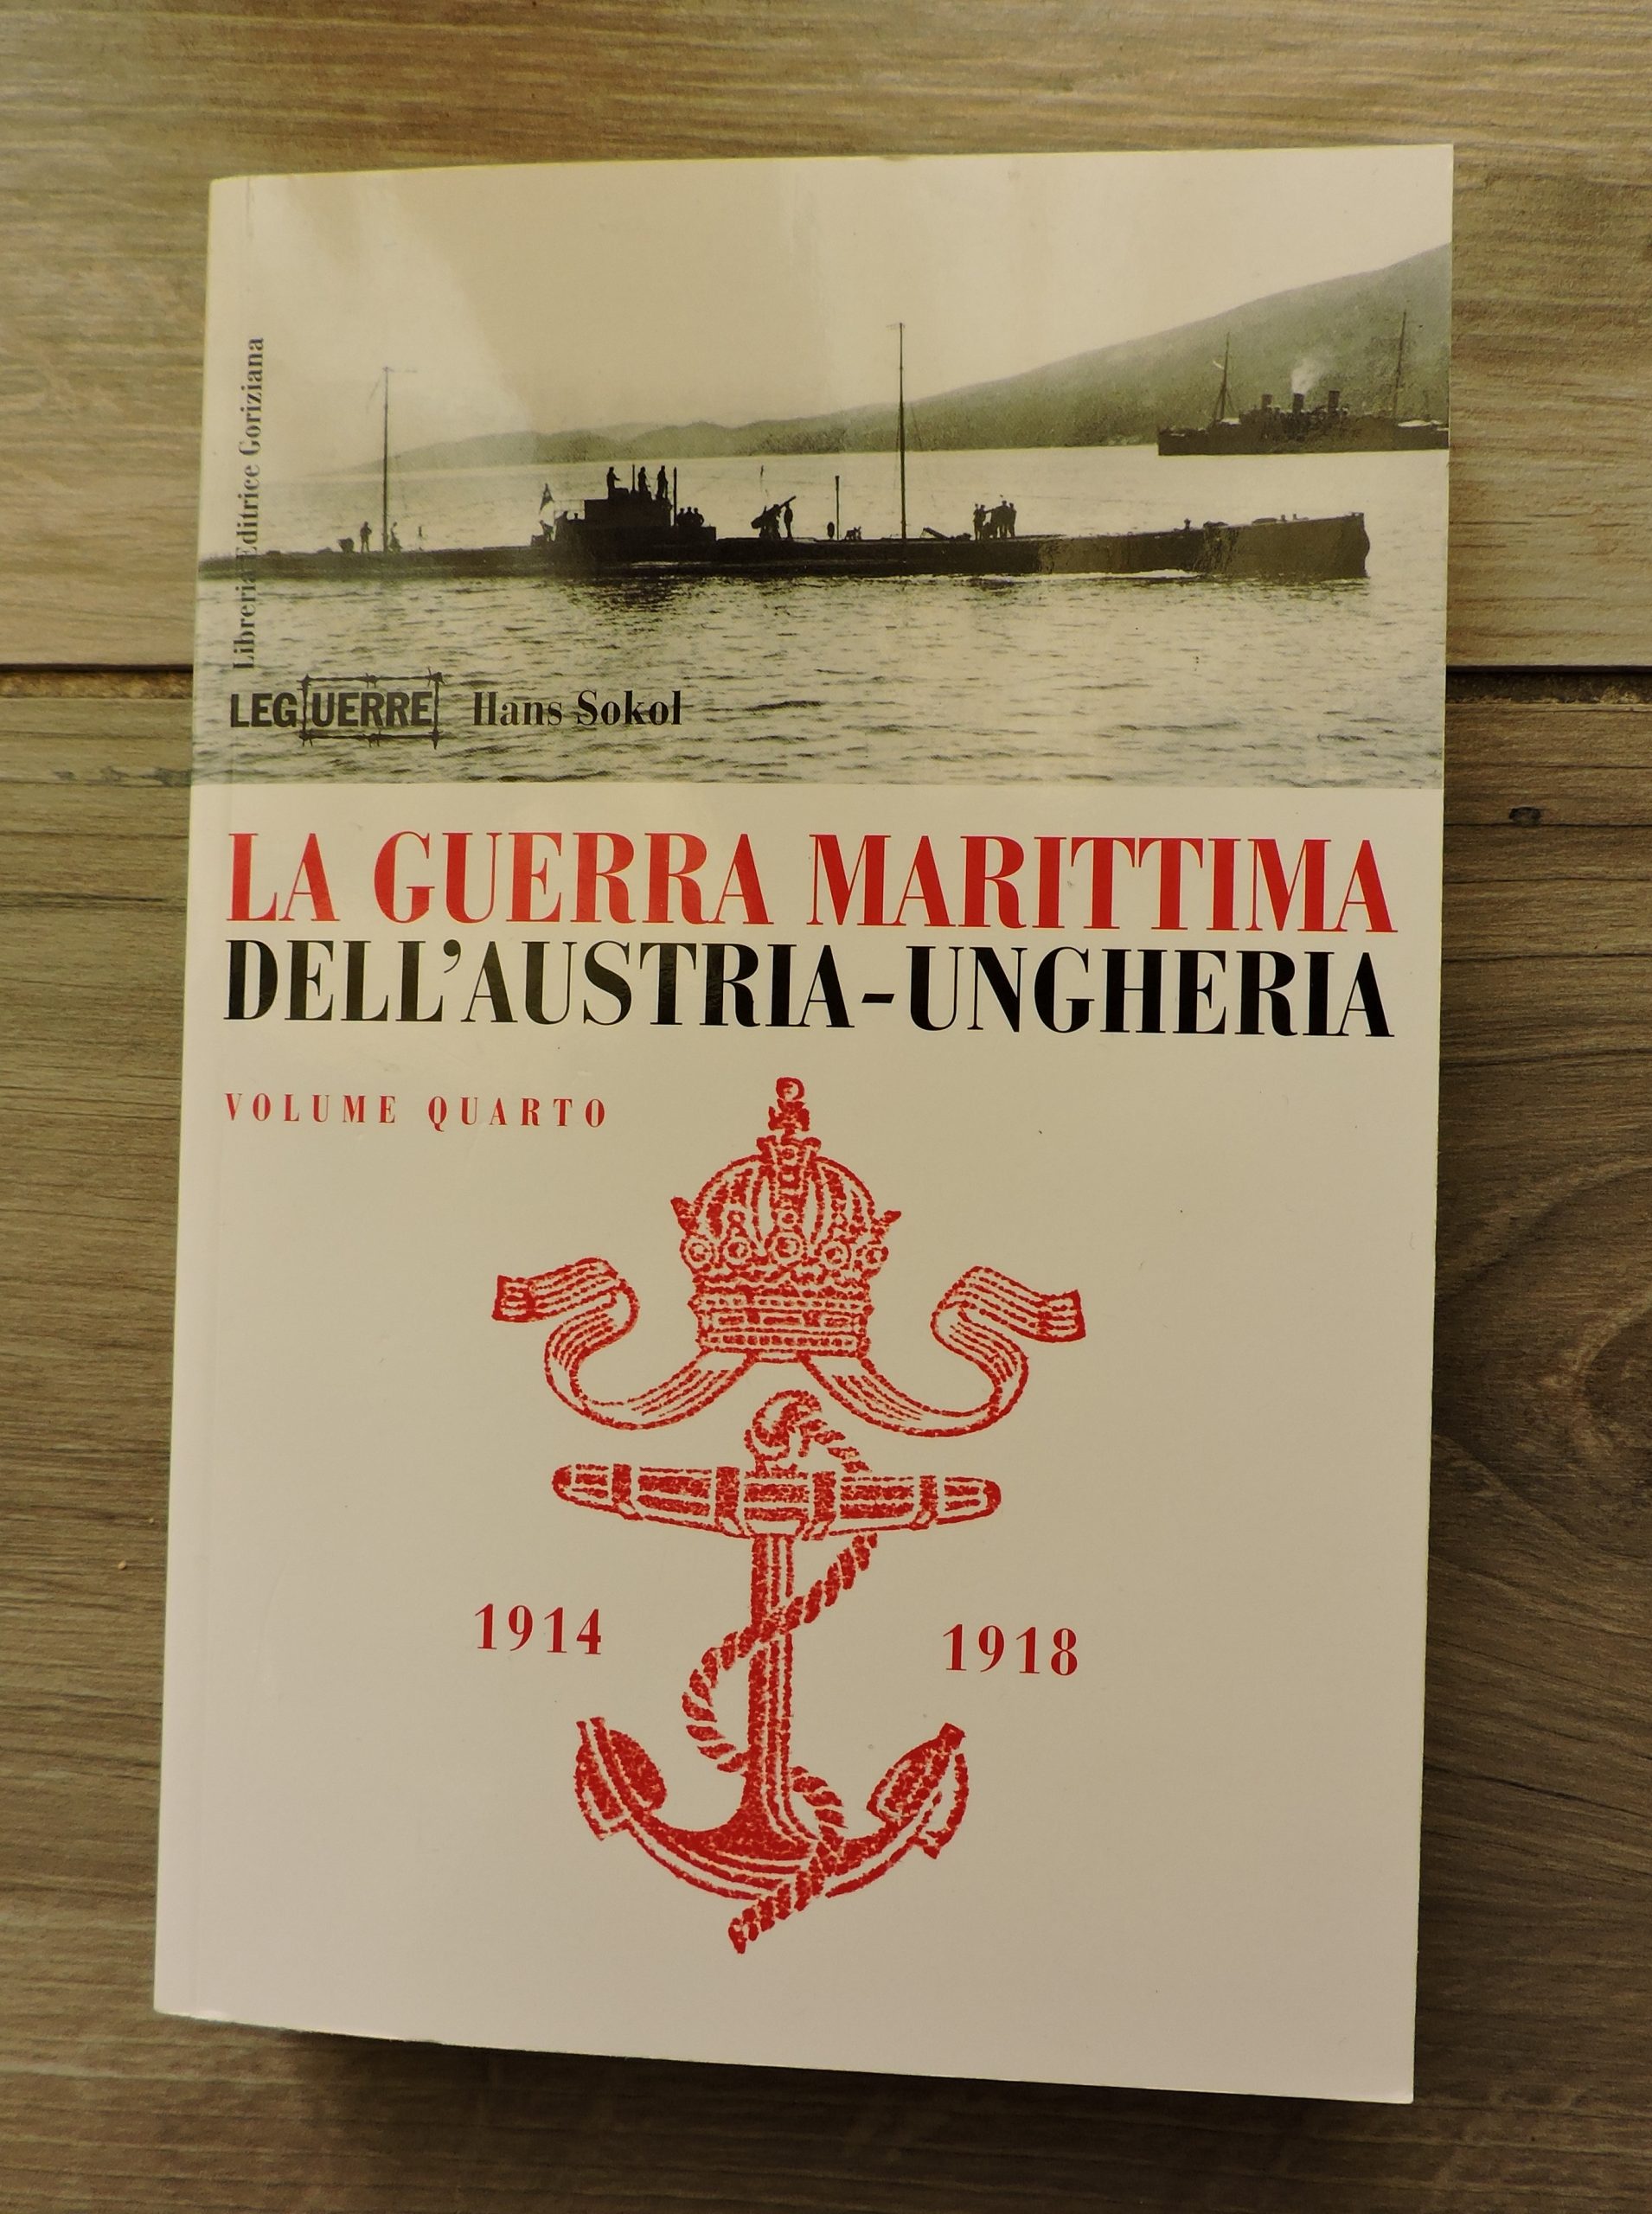 Libreria Editrice Goriziana
LEGUERRE Hans Sokol
LA GUERRA MARITTIMA
DELL'AUSTRIA-UNGHERIA
VOLUME QUARTO
1914 1918